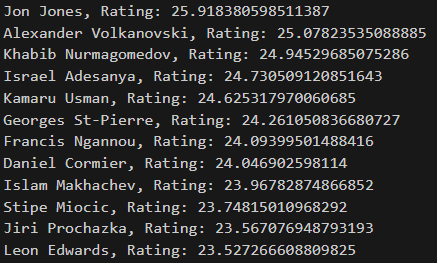 Jon Jones, Rating: 25.918380598511387
Alexander Volkanovski, Rating: 25.07823535088885
Khabib Nurmagomedov, Rating: 24.94529685075286
Israel Adesanya, Rating: 24.730509120851643
Kamaru Usman, Rating: 24.625317970060685
Georges St-Pierre, Rating: 24.261050836680727
Francis Ngannou, Rating: 24.09399501488416
Daniel Cormier, Rating: 24.046902598114
Islam Makhachev, Rating: 23.96782874866852
Stipe Miocic, Rating: 23.74815010968292
Jiri Prochazka, Rating: 23.567076948793193
Leon Edwards, Rating: 23.527266608809825